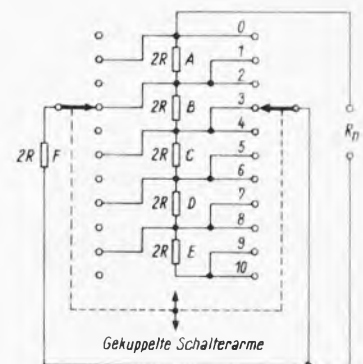 0
2R A
1
2
2R B
3
2R F
4
2R C
Rn
5
6
2R D
7
8
2R E
9
10
Gekuppelte Schalterarme